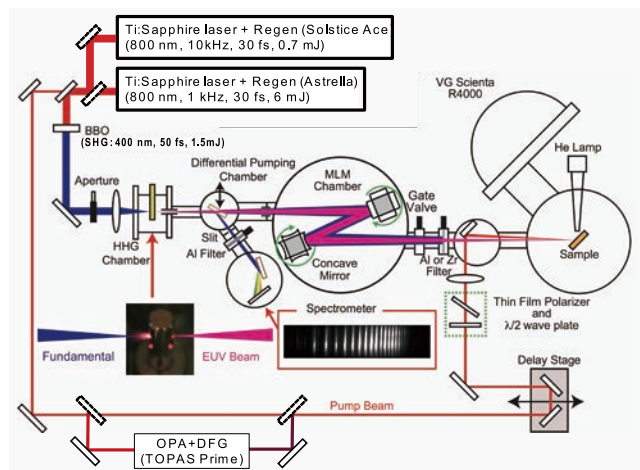 Ti:Sapphire laser + Regen (Solstice Ace)
(800 nm, 10kHz, 30 fs, 0.7 mJ)
Ti:Sapphire laser + Regen (Astrella)
(800 nm, 1 kHz, 30 fs, 6 mJ)
VG Scienta
R4000
BBO
(SHG: 400 nm, 50 fs, 1.5mJ)
He Lamp
Differential Pumping
Chamber
MLM
Chamber
Aperture
Gate
Valve
Slit
Al Filter
HHG
Chamber
Concave
Mirror
Al or Zr
Filter
Sample
Spectrometer
Thin Film Polarizer
and
λ/2 wave plate
Fundamental
EUV Beam
Delay Stage
Pump Beam
OPA+DFG
(TOPAS Prime)